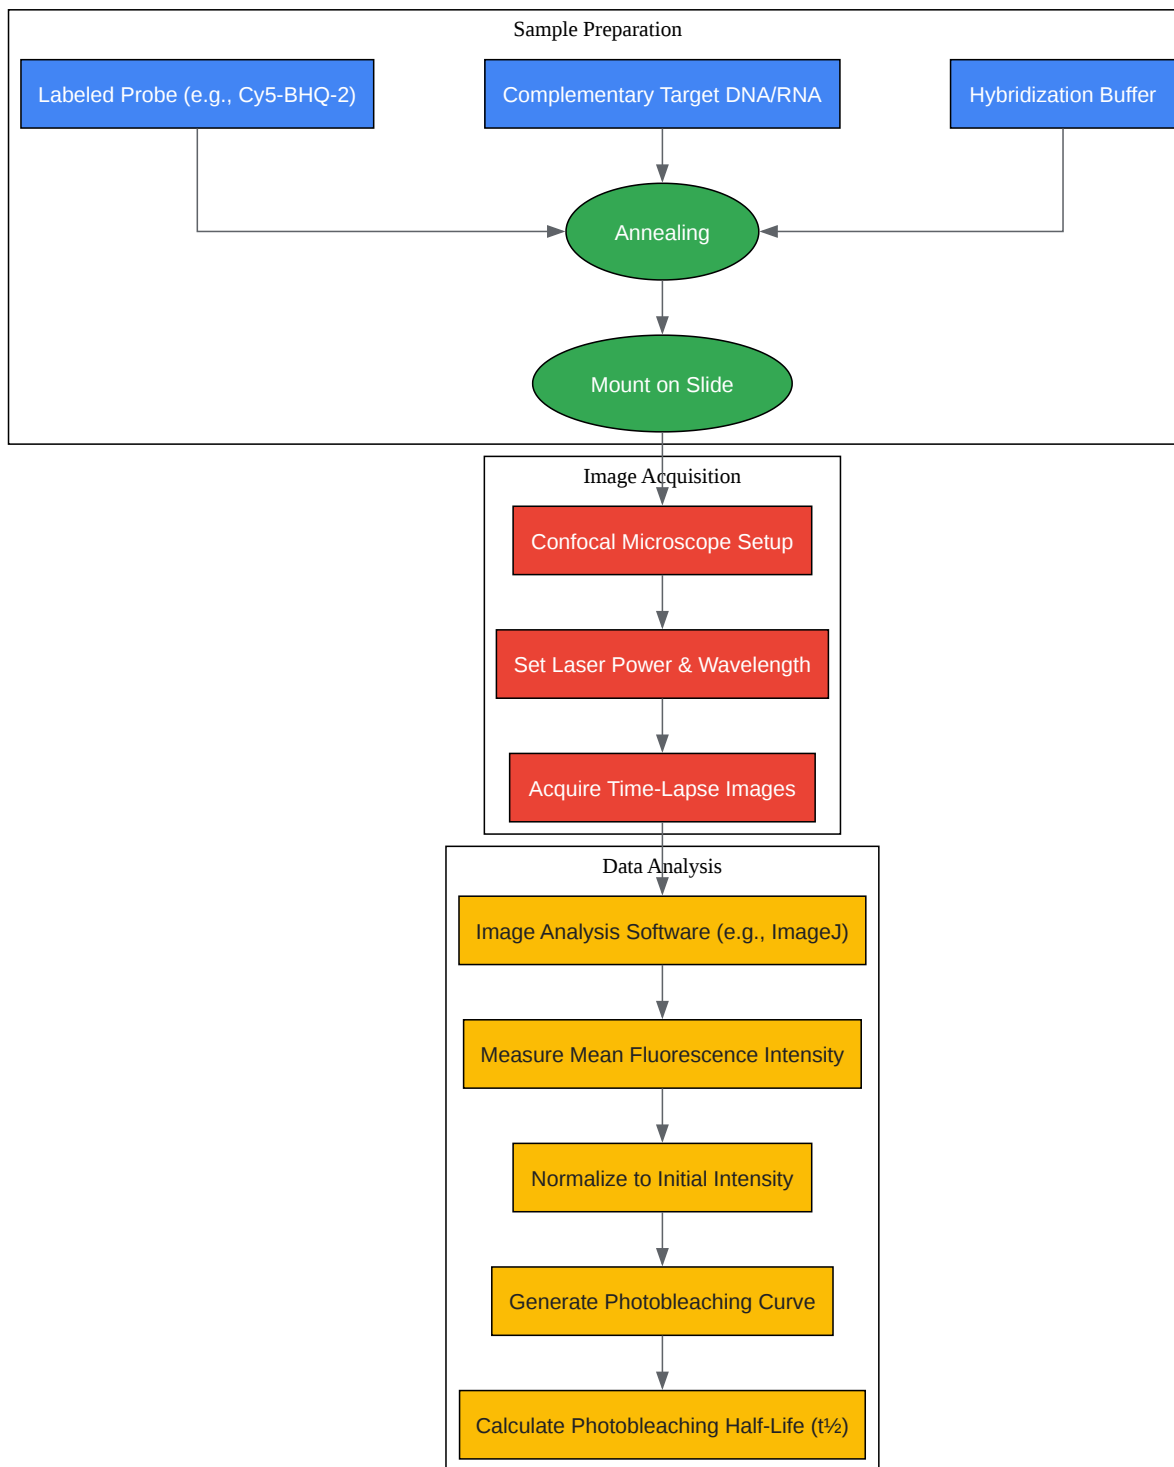 Sample Preparation
Labeled Probe (e.g., Cy5-BHQ-2)
Complementary Target DNA/RNA
Hybridization Buffer
Annealing
Mount on Slide
Image Acquisition
Confocal Microscope Setup
Set Laser Power & Wavelength
Acquire Time-Lapse Images
Data Analysis
Image Analysis Software (e.g., ImageJ)
Measure Mean Fluorescence Intensity
Normalize to Initial Intensity
Generate Photobleaching Curve
Calculate Photobleaching Half-Life (t½)